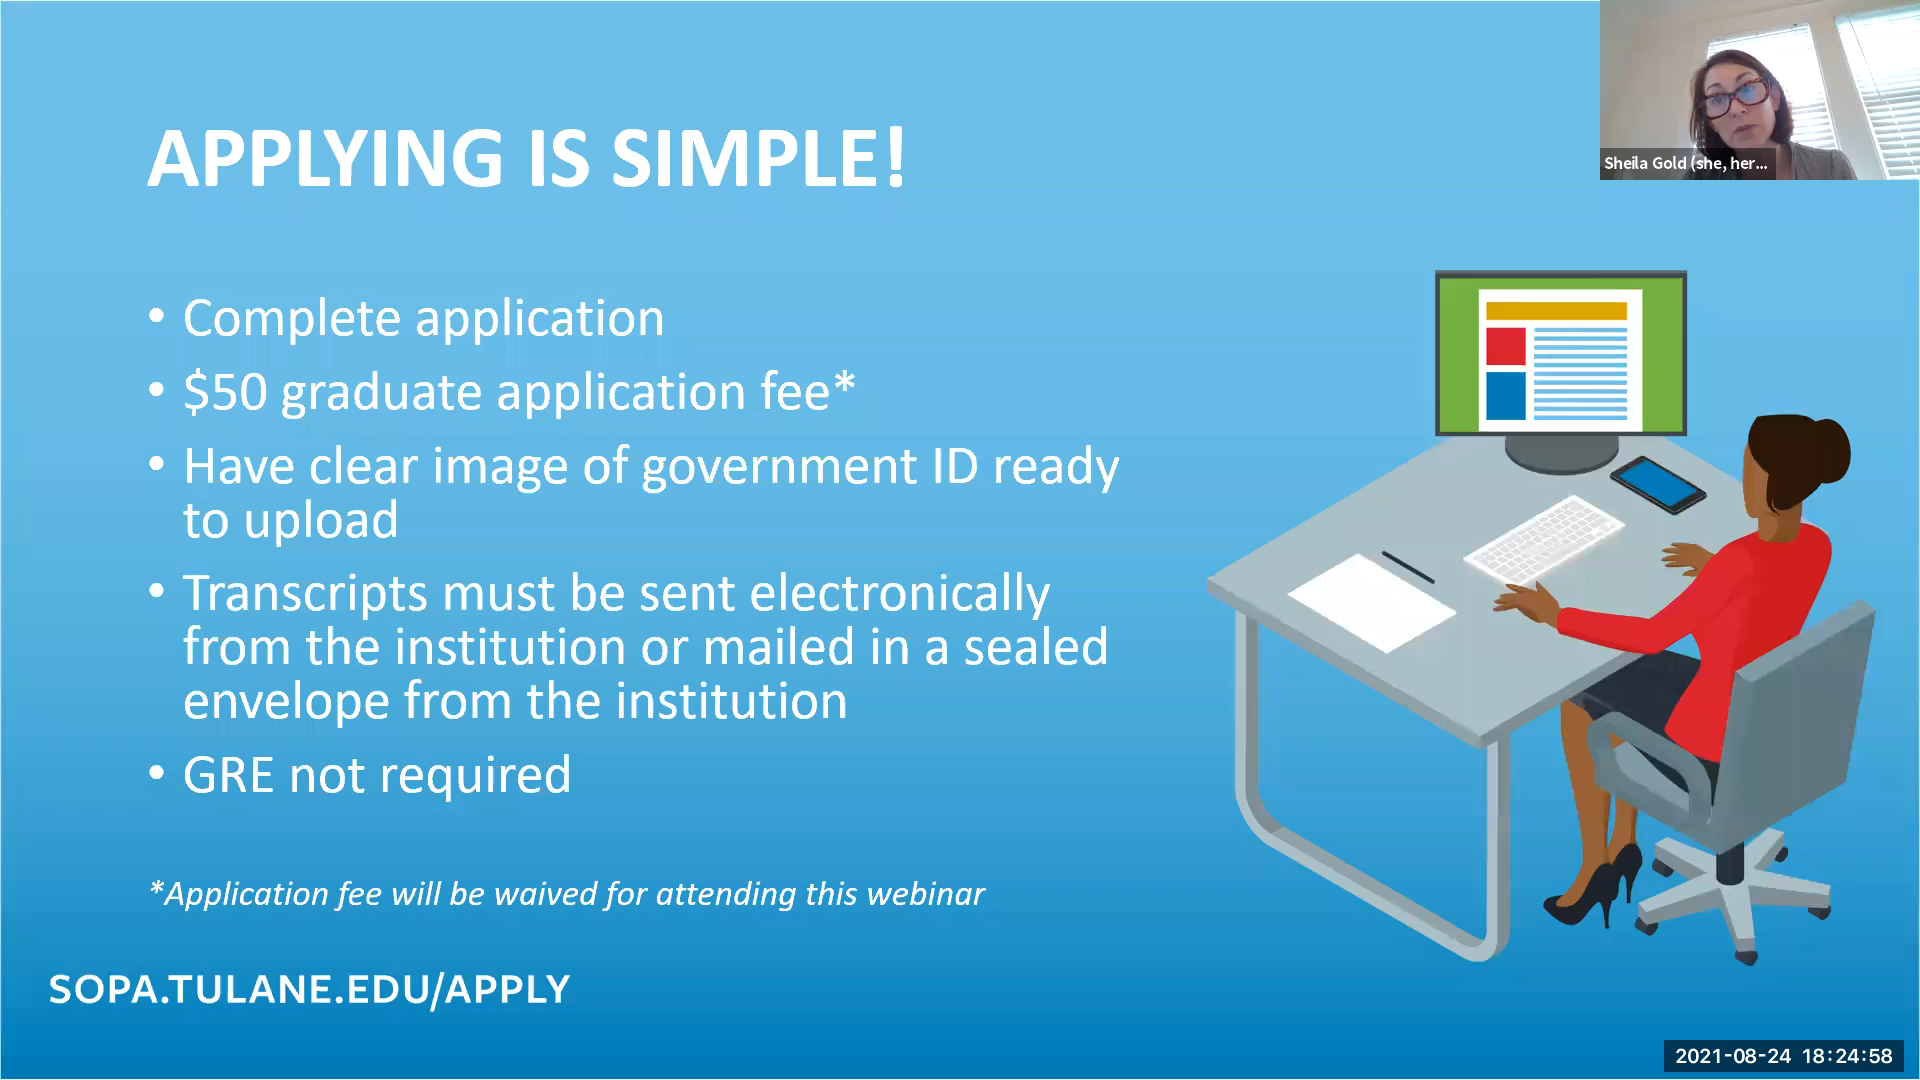 APPLYING IS SIMPLE!
Sheila Gold (she, her...
• Complete application
• $50 graduate application fee*
• Have clear image of government ID ready
to upload
• Transcripts must be sent electronically
from the institution or mailed in a sealed
envelope from the institution
• GRE not required
*Application fee will be waived for attending this webinar
SOPA.TULANE.EDU/APPLY
2021-08-24 18:24:58